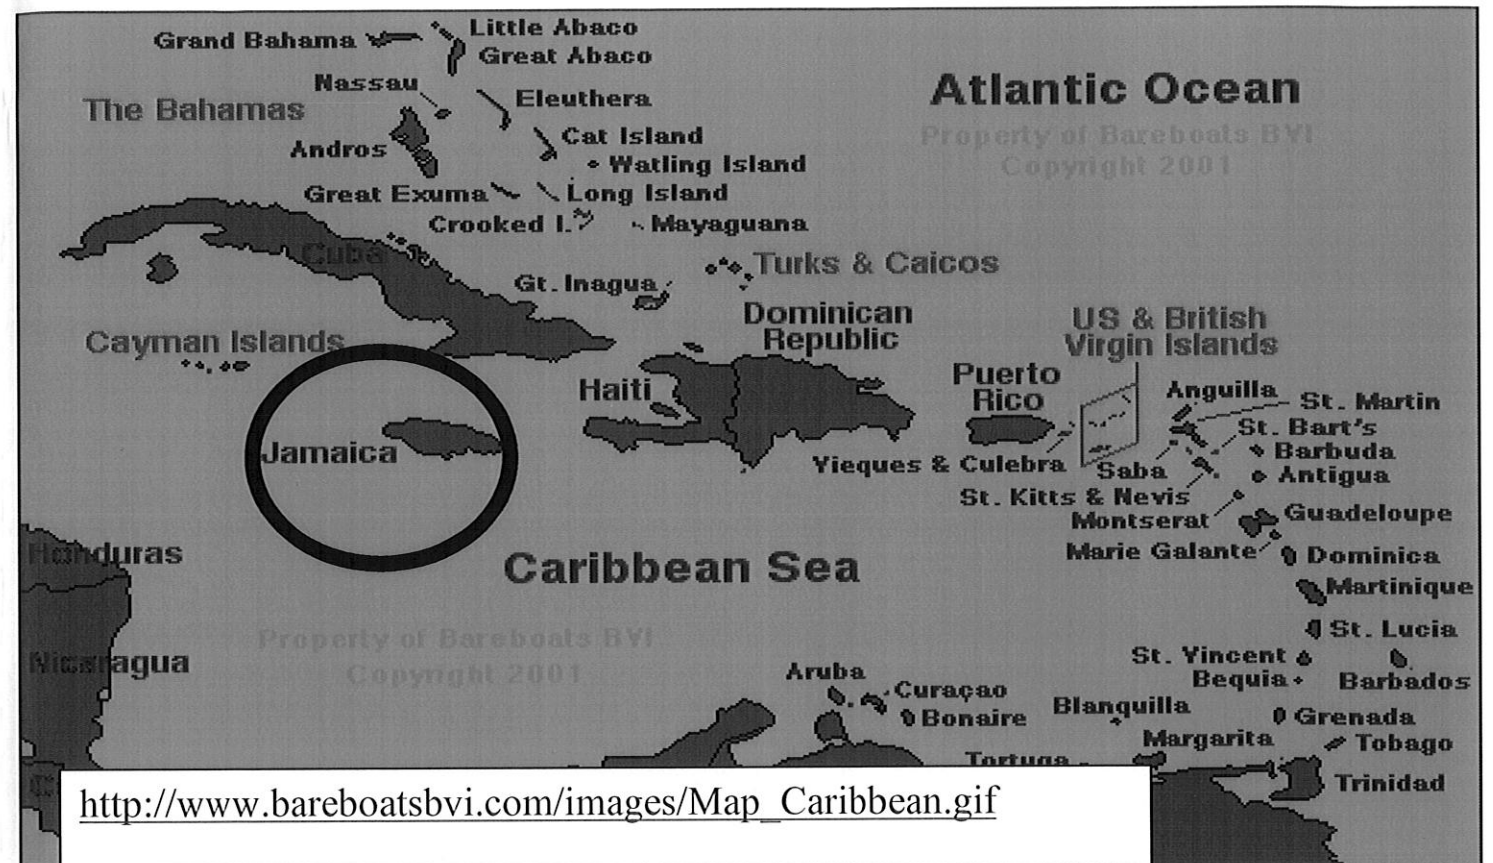 Little Abaco
Grand Bahama
Great Abaco
Nassau
Atlantic Ocean
Eleuthera
The Bahamas
Property of Bareboats BVI
Cat Island
Andros
Watling Island
Copyright 2001
Great Exuma
Long Island
Crooked I.
Mayaguana
Cuba
Turks & Caicos
Gt. Inagua
Dominican
Republic
US & British
Virgin Islands
Cayman Islands
Haiti
Puerto
Rico
Anguilla
St. Martin
St. Bart's
Jamaica
Barbuda
Vieques & Culebra
Saba
Antigua
St. Kitts & Nevis
Montserat
Guadeloupe
Honduras
Marie Galante
Dominica
Caribbean Sea
Martinique
Property of Bareboats BVI
St. Lucia
Nicaragua
St. Vincent
Copyright 2001
Aruba
Bequia
Barbados
Curaçao
Blanquilla
Bonaire
Grenada
Margarita
Tobago
Tortuga
Trinidad
http://www.bareboatsbvi.com/images/Map_Caribbean.gif